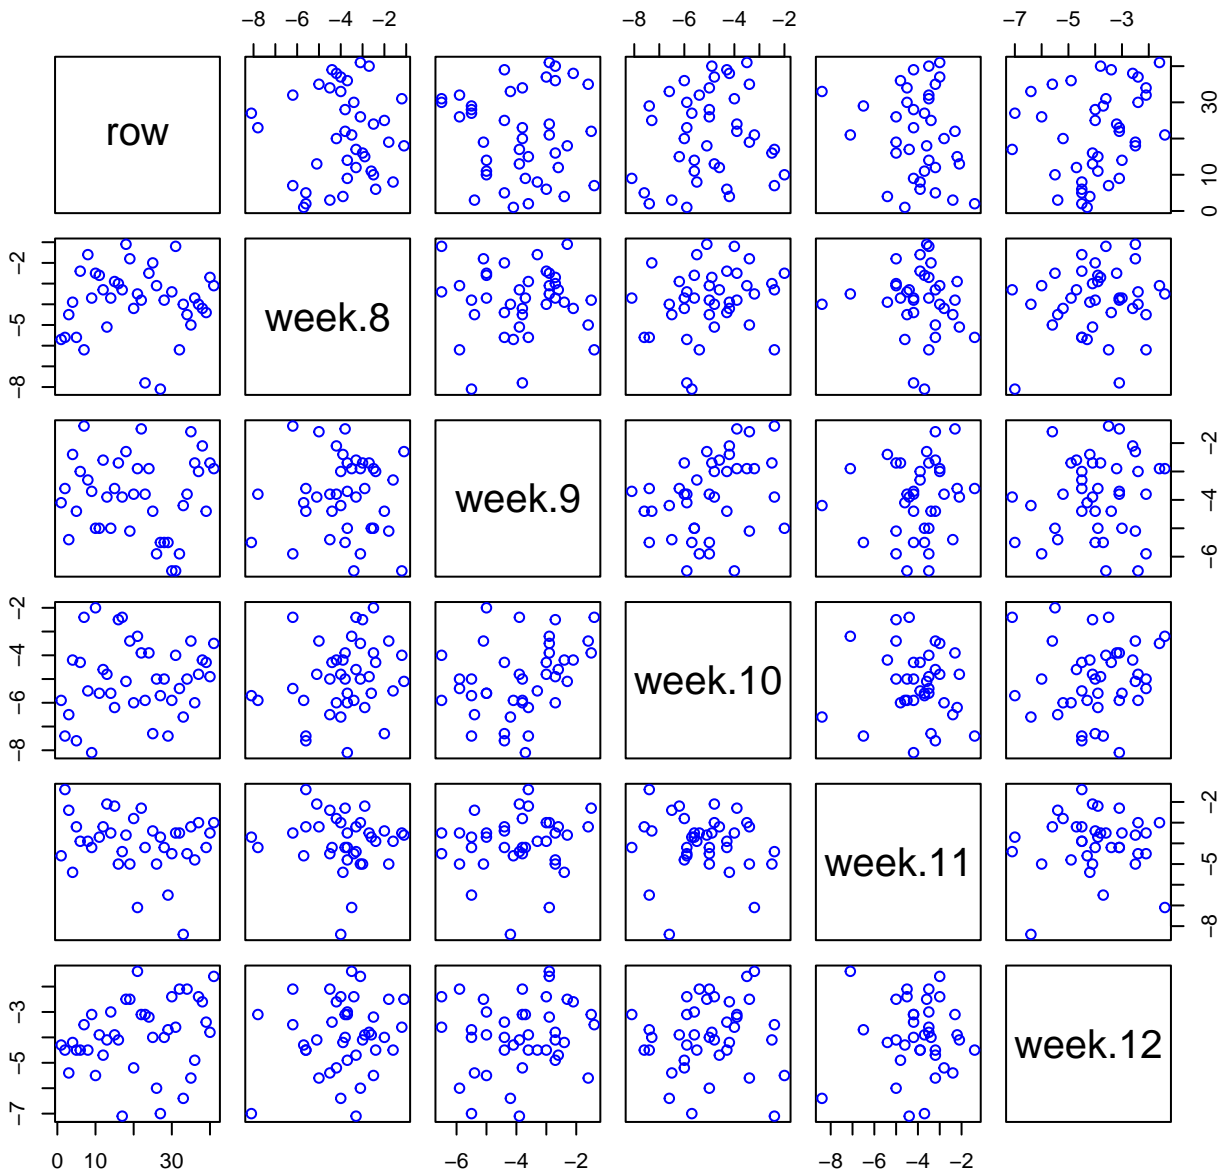 −8 −6 −4 −2 −8 −6 −4 −2 −7 −5 −3
row
0 10 30
−8 −5 −2
week.8
week.9
−6 −4 −2
−8 −6 −4 −2
week.10
week.11
−8 −5 −2
−7 −5 −3
week.12
0 10 30 −6 −4 −2 −8 −6 −4 −2